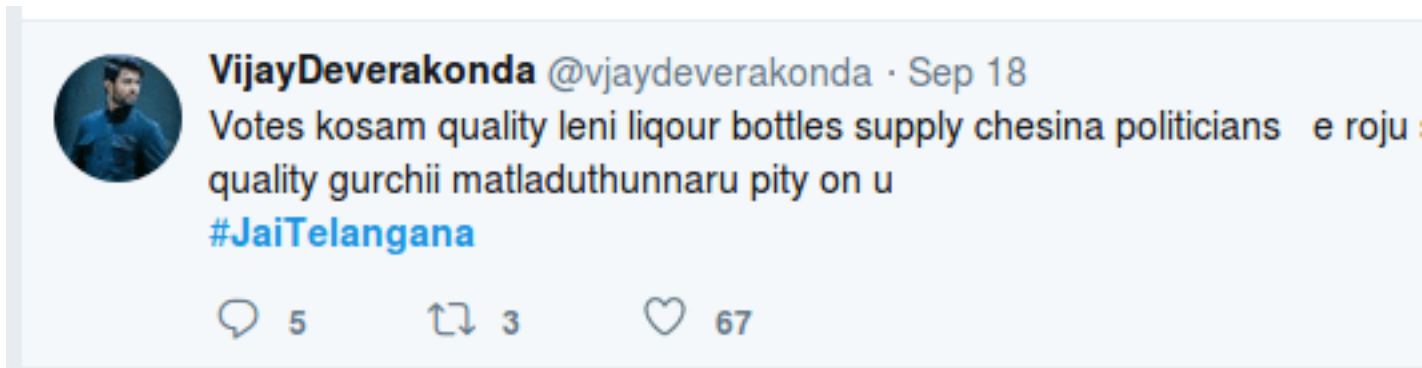 VijayDeverakonda @vjaydeverakonda · Sep 18
Votes kosam quality leni liqour bottles supply chesina politicians e roju
quality gurchii matladuthunnaru pity on u
#JaiTelangana
5 3 67